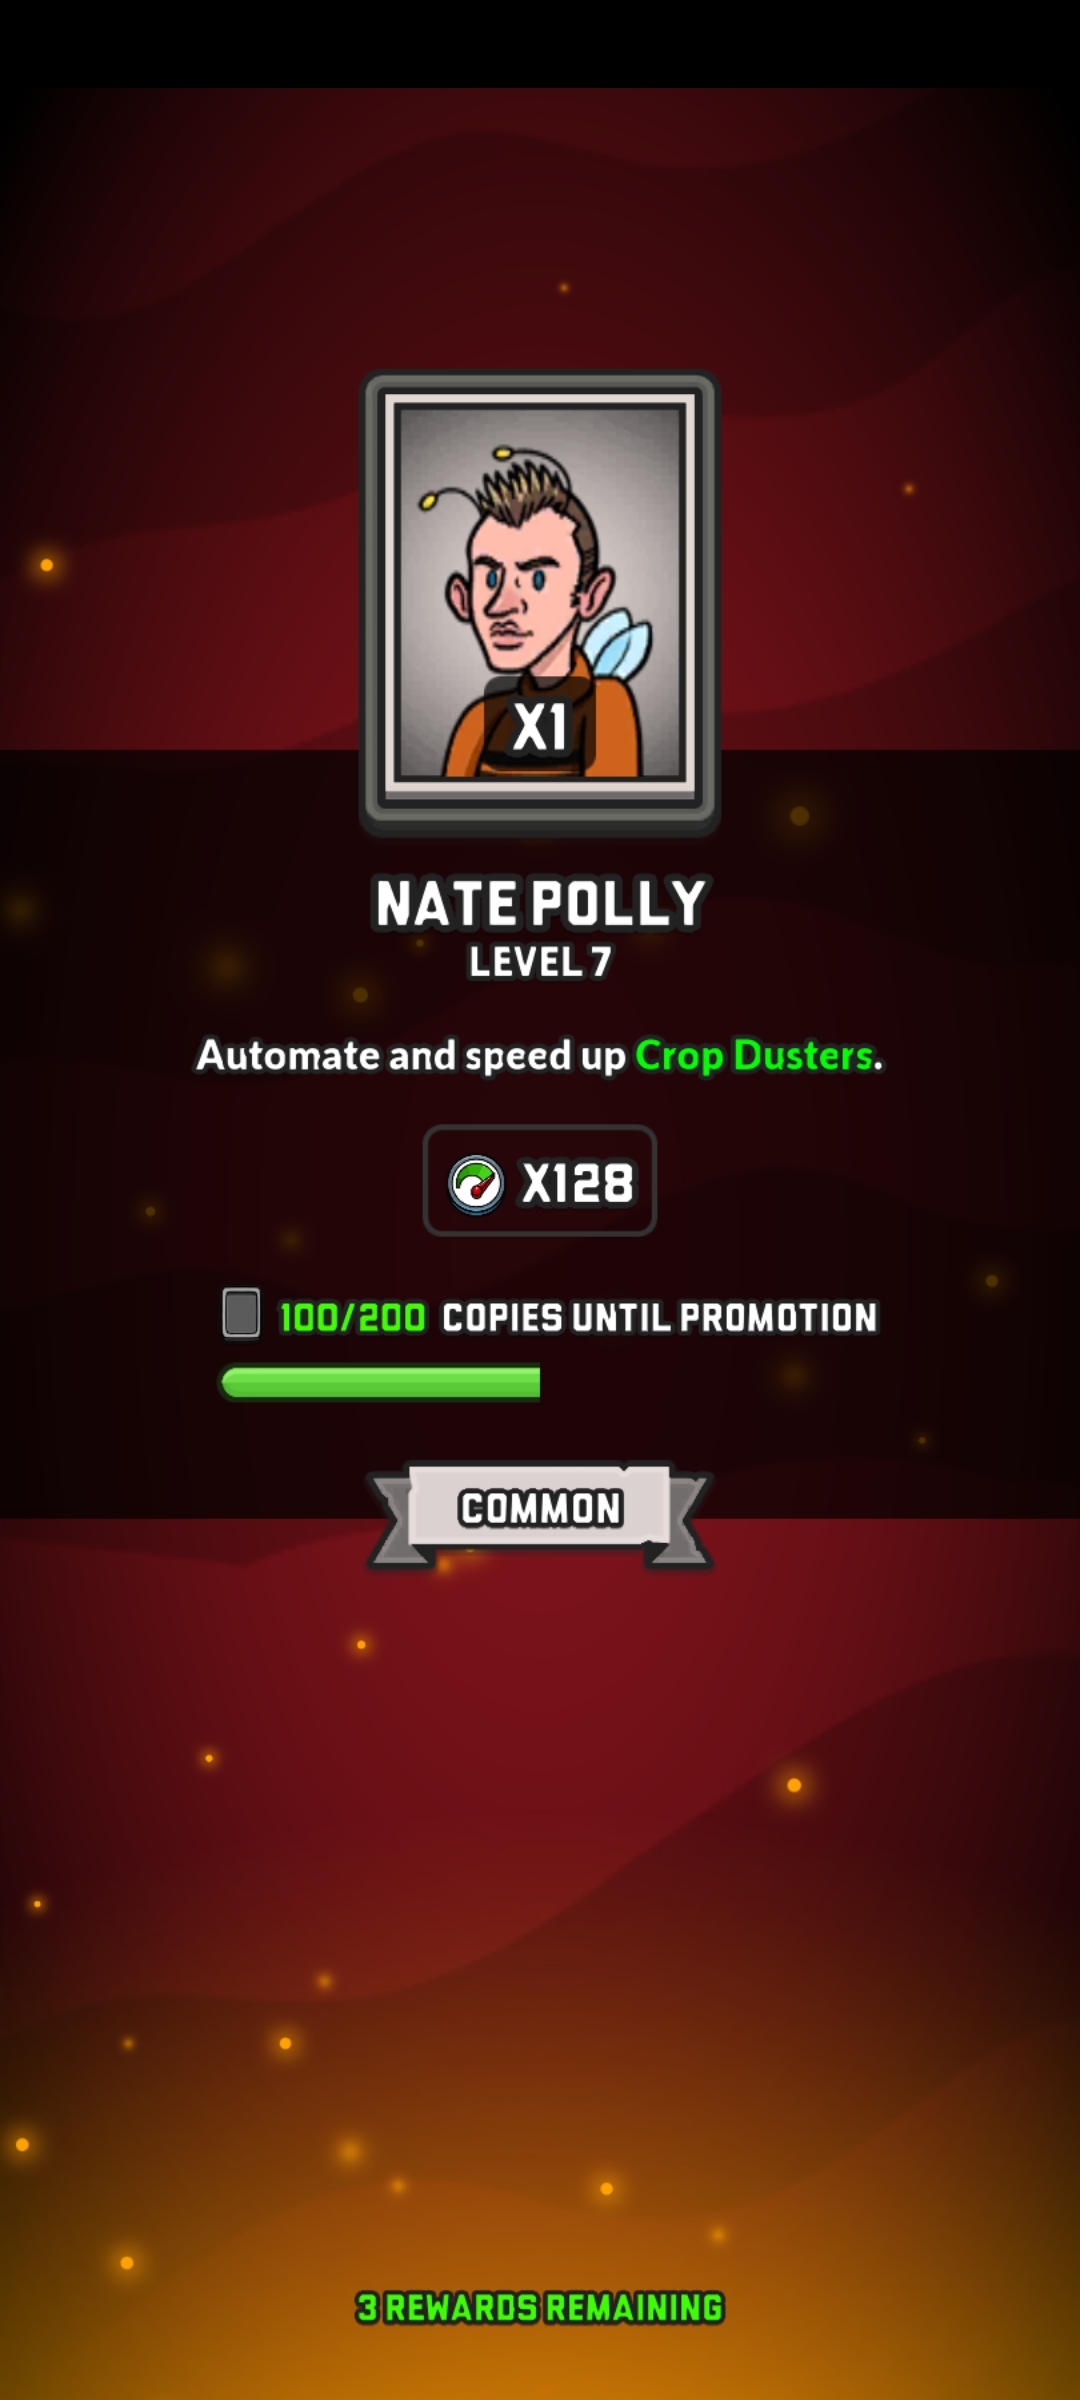 X1
NATE POLLY
LEVEL 7
Automate and speed up Crop Dusters.
X128
100/200 COPIES UNTIL PROMOTION
COMMON
3 REWARDS REMAINING